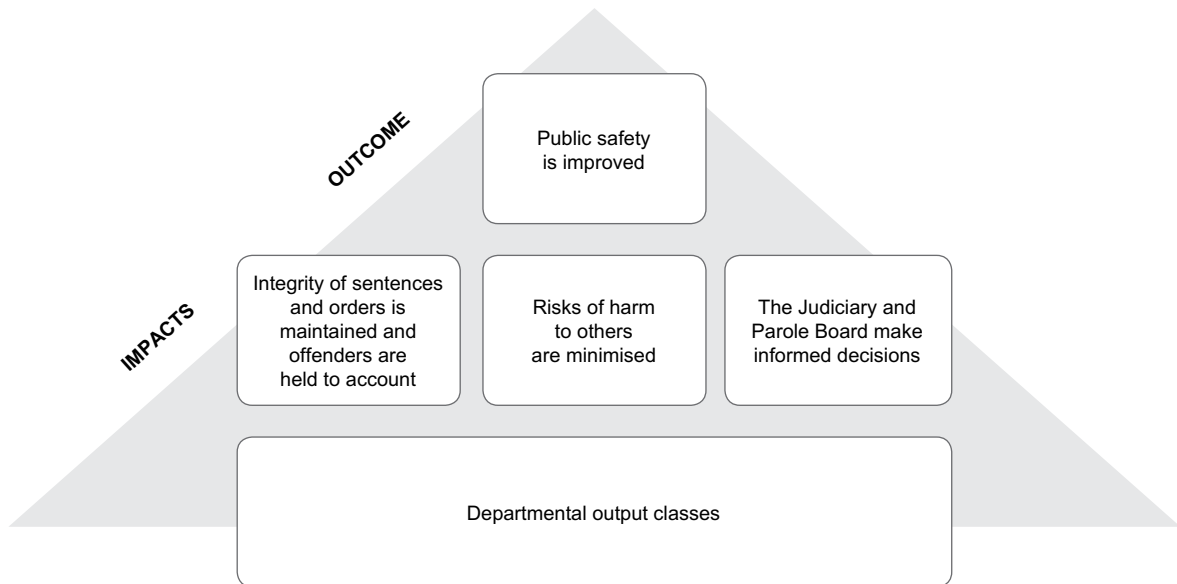 OUTCOME
Public safety
is improved
IMPACTS
Integrity of sentences
and orders is
maintained and
offenders are
held to account
Risks of harm
to others
are minimised
The Judiciary and
Parole Board make
informed decisions
Departmental output classes